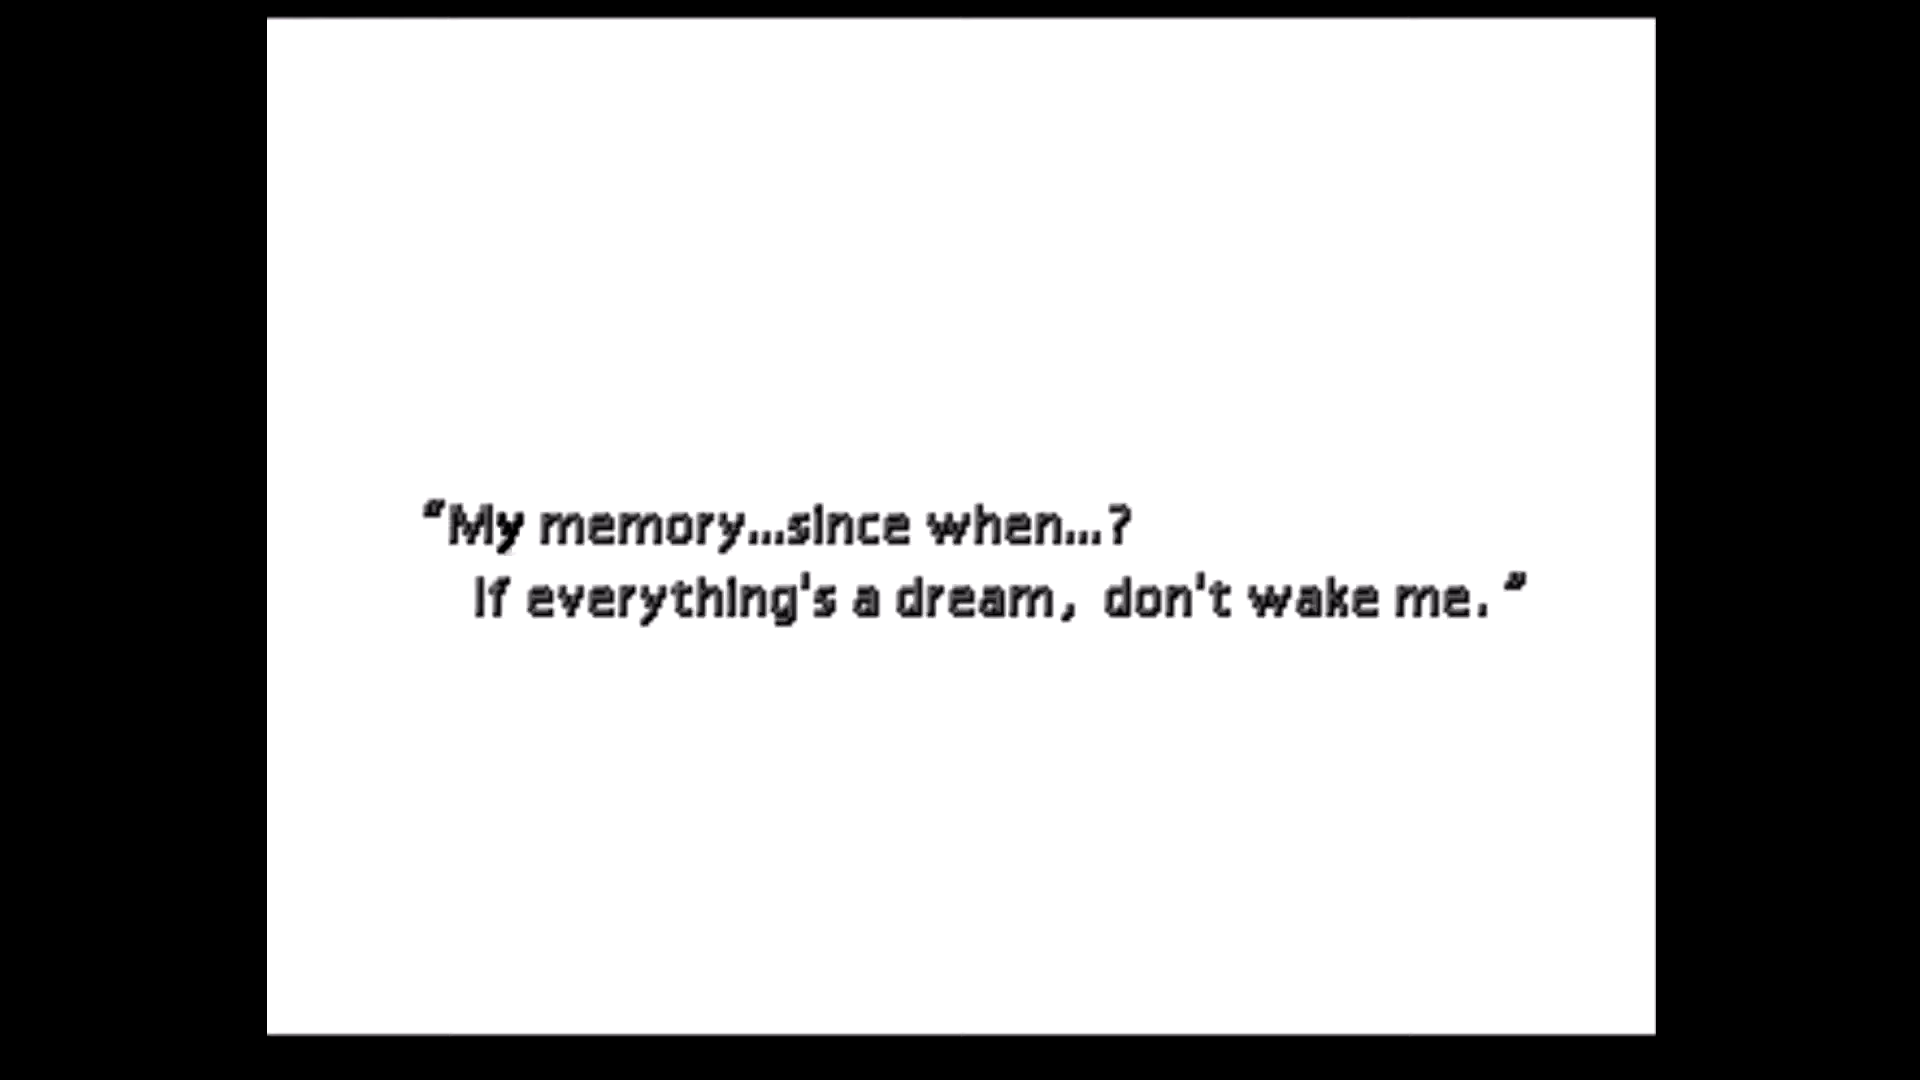 “My memory...since when...?
If everything's a dream, don't wake me.”